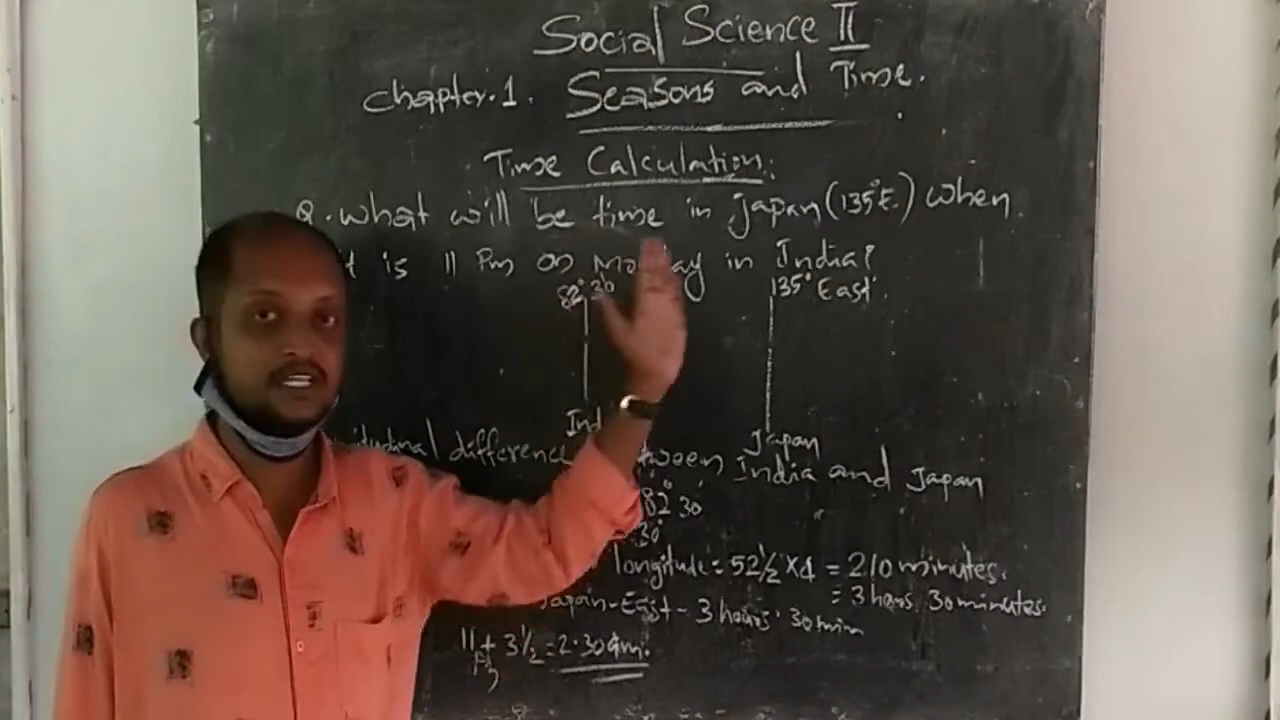 Social Science II
Chapter.1. Seasons and Time.
Time Calculation:
Q. What will be time in Japan (135°E.) When
it is 11 Pm on Monday in India?
82°30' 135° East.
Ind
Japan
difference between India and Japan
82°30'
30'
longitude = 52½ x 4 = 210 minutes.
= 3 hours 30 minutes.
Japan - East - 3 hours 30 min
11 + 3½ = 2.30 am.